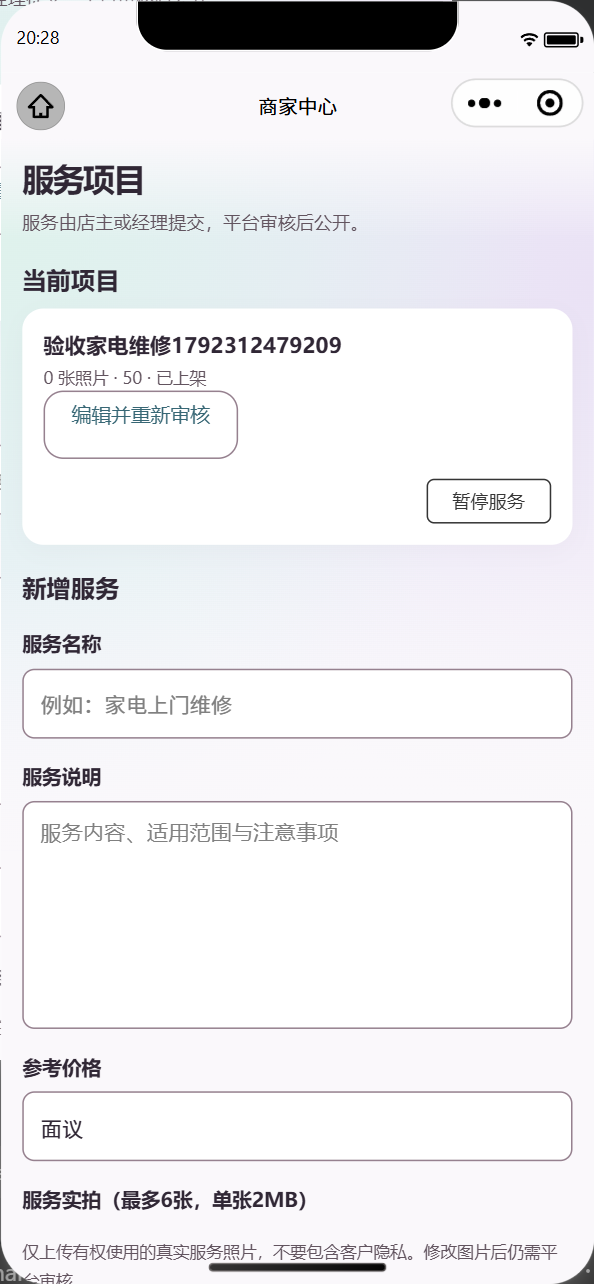 20:28
商家中心
服务项目
服务由店主或经理提交，平台审核后公开。
当前项目
验收家电维修1792312479209
0 张照片 · 50 · 已上架
编辑并重新审核
暂停服务
新增服务
服务名称
例如：家电上门维修
服务说明
服务内容、适用范围与注意事项
参考价格
面议
服务实拍（最多6张，单张2MB）
仅上传有权使用的真实服务照片，不要包含客户隐私。修改图片后仍需平
台审核